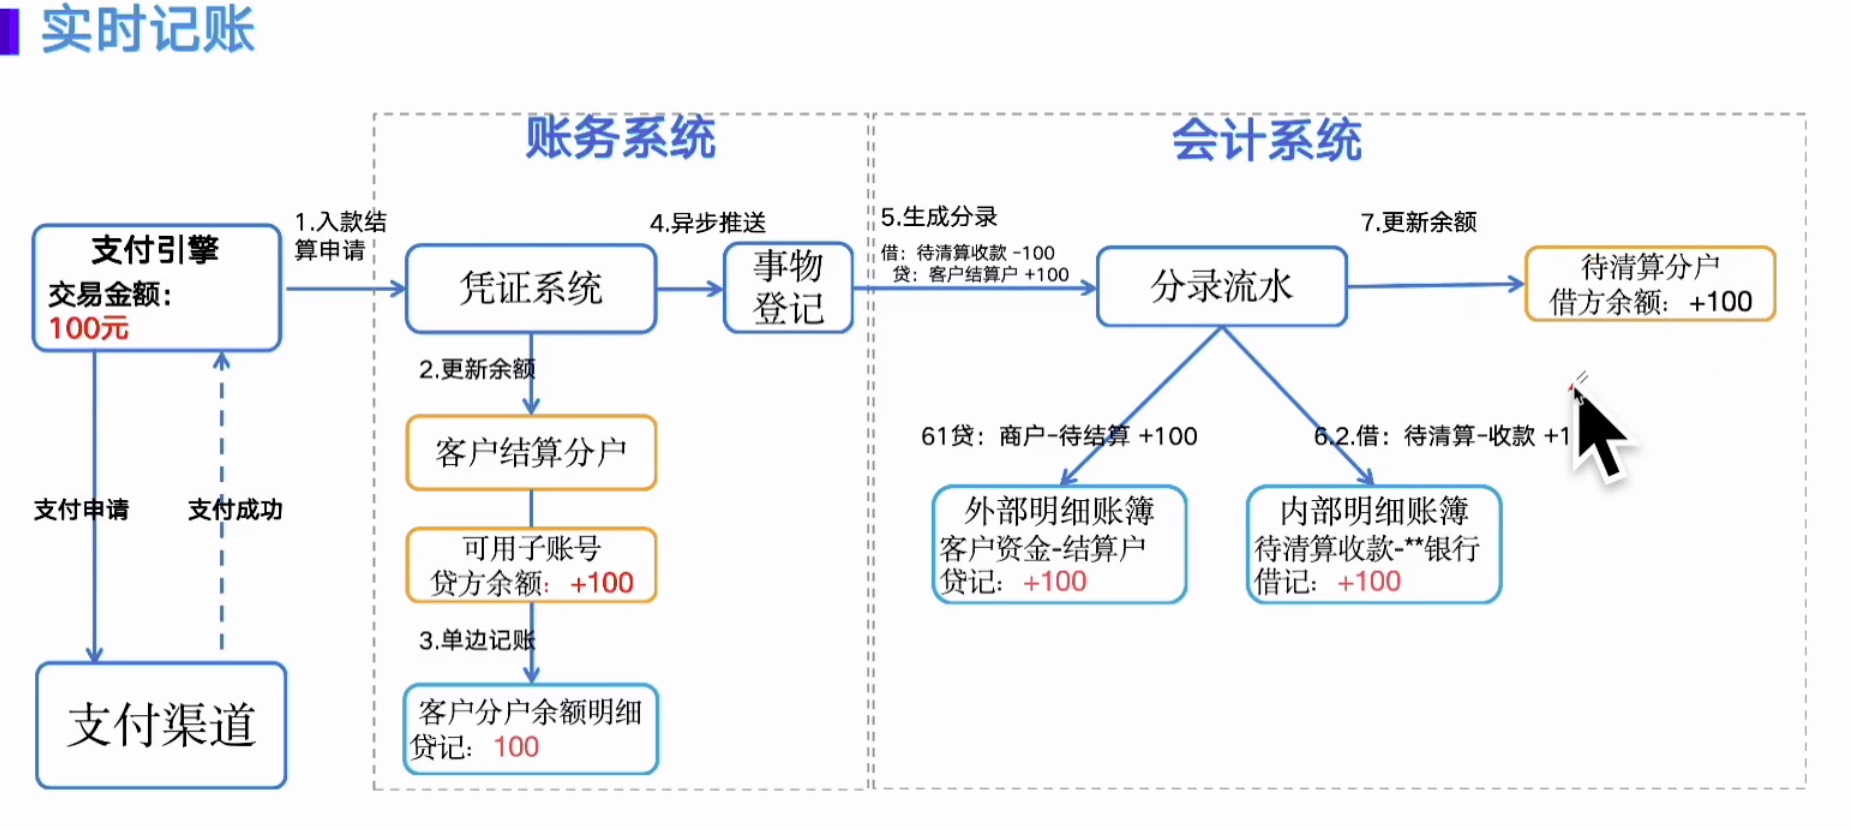 实时记账
账务系统
会计系统
支付引擎
交易金额：
100元
1.入款结
算申请
凭证系统
4.异步推送
事物
登记
5.生成分录
借：待清算收款 -100
贷：客户结算户 +100
分录流水
7.更新余额
待清算分户
借方余额：+100
2.更新余额
客户结算分户
可用子账号
贷方余额：+100
3.单边记账
客户分户余额明细
贷记：100
61贷：商户-待结算 +100
6.2.借：待清算-收款 +1
外部明细账簿
客户资金-结算户
贷记：+100
内部明细账簿
待清算收款-**银行
借记：+100
支付申请
支付成功
支付渠道